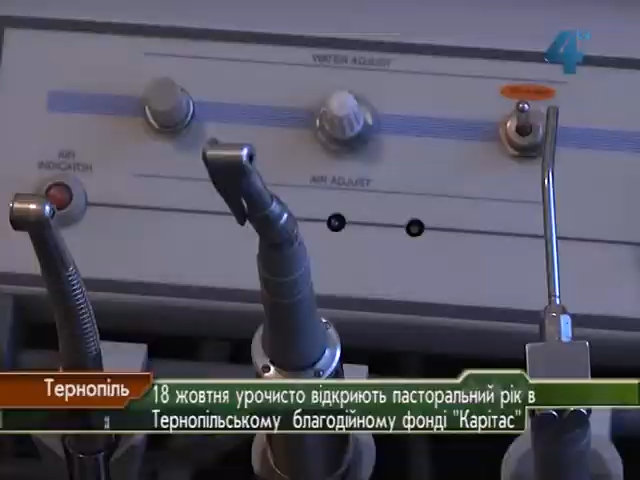 4
WATER ADJUST
AIR
INDICATOR
AIR ADJUST
Тернопіль
18 жовтня урочисто відкриють пасторальний рік в
Тернопільському благодійному фонді "Карітас"